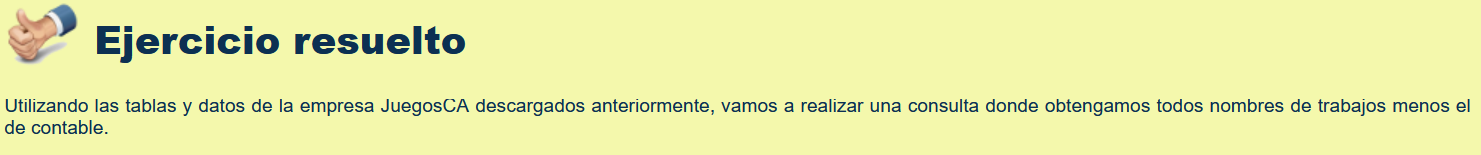 Ejercicio resuelto
Utilizando las tablas y datos de la empresa JuegosCA descargados anteriormente, vamos a realizar una consulta donde obtengamos todos nombres de trabajos menos el
de contable.